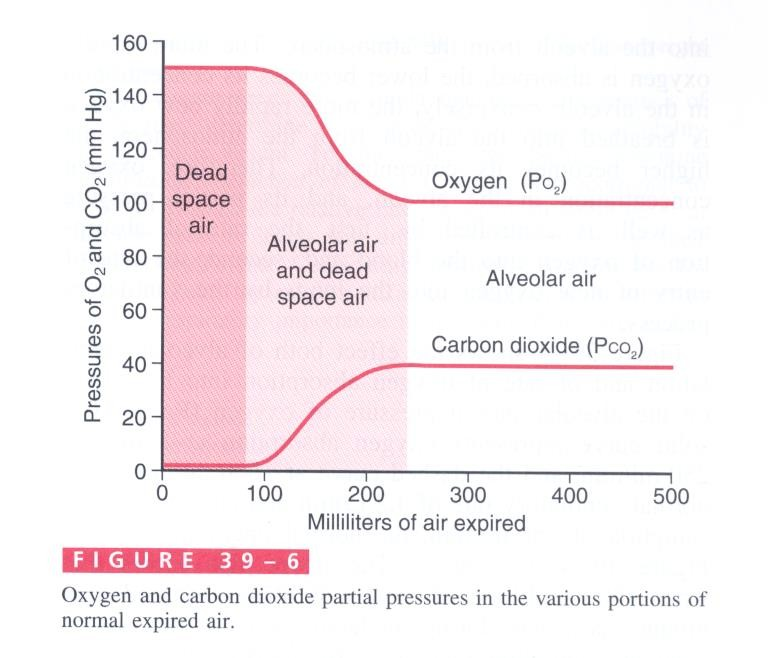 160
140
120
100
80
60
40
20
0
Pressures of O₂ and CO₂ (mm Hg)
Dead
space
air
Alveolar air
and dead
space air
Oxygen (Po₂)
Alveolar air
Carbon dioxide (Pco₂)
0 100 200 300 400 500
Milliliters of air expired
FIGURE 39–6
Oxygen and carbon dioxide partial pressures in the various portions of
normal expired air.